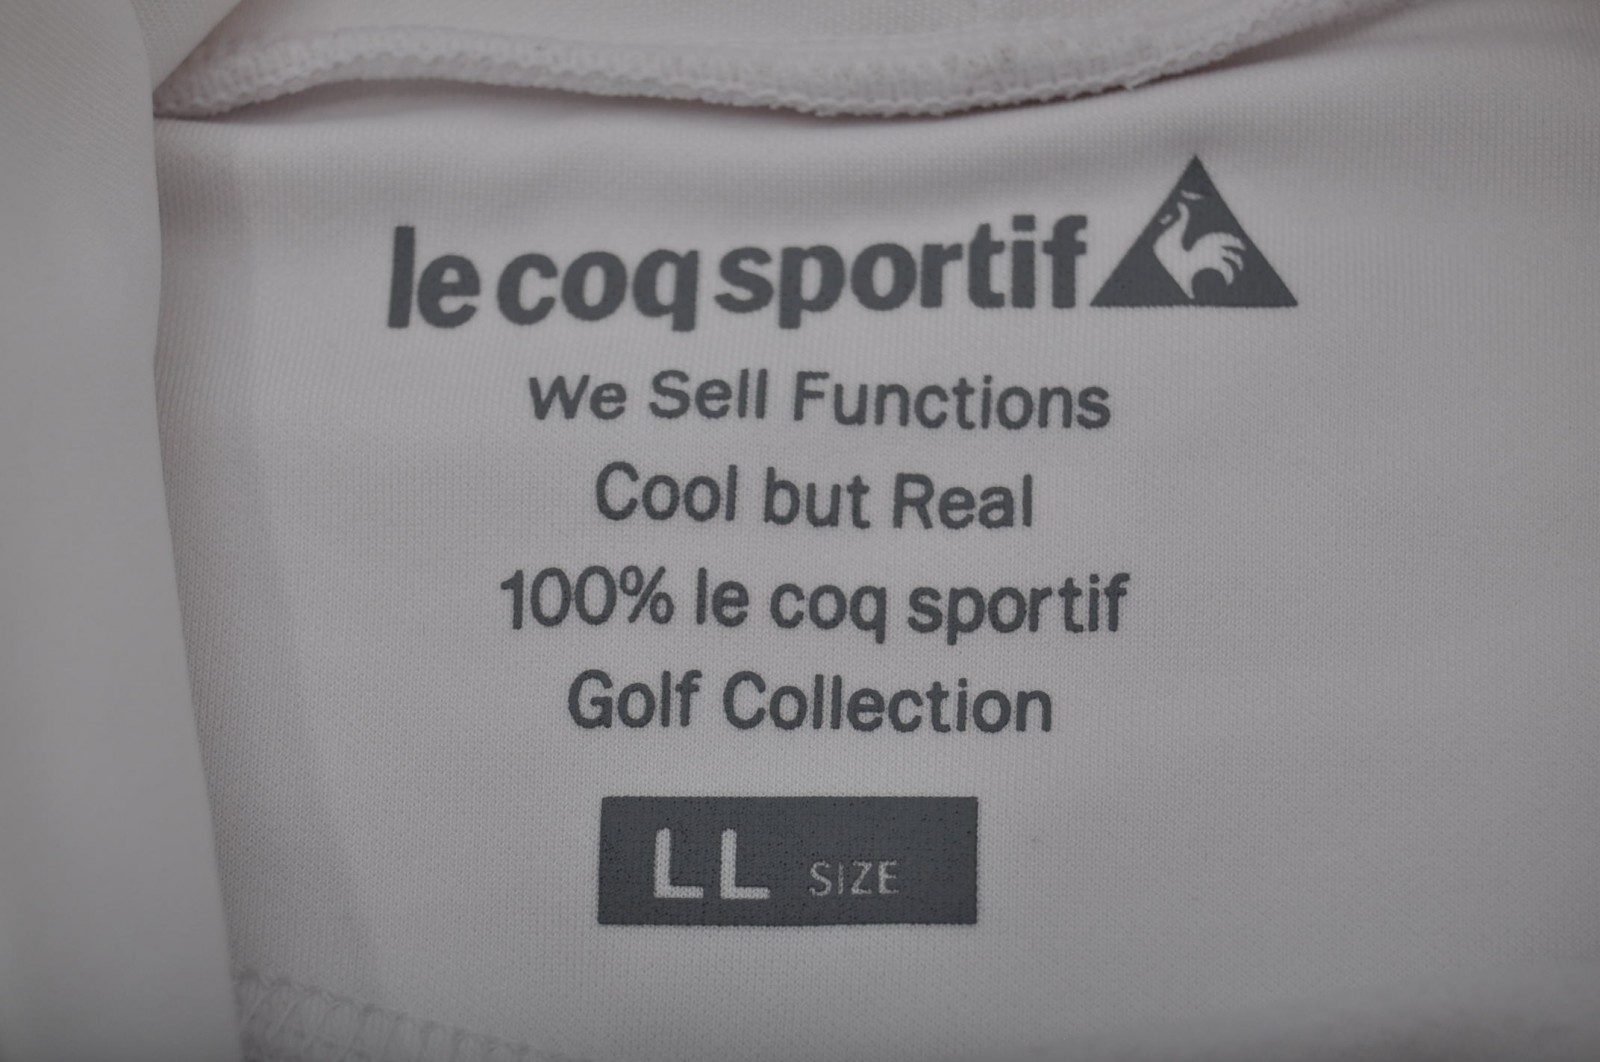 le coq sportif
We Sell Functions
Cool but Real
100% le coq sportif
Golf Collection
LL SIZE